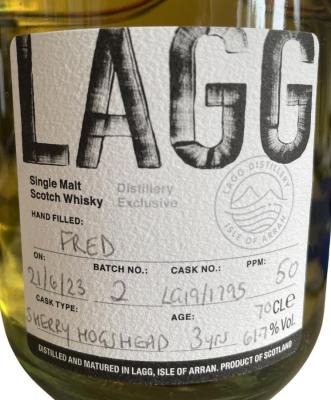 LAGG
Single Malt Distillery
Scotch Whisky Exclusive
LAGG DISTILLERY
ISLE OF ARRAN
HAND FILLED:
FRED
ON: BATCH NO.: CASK NO.: PPM:
21/6/23 2 LG19/1795 50
CASK TYPE: AGE: 70CLe
SHERRY HOGSHEAD 3yrs 61.7% VOL
DISTILLED AND MATURED IN LAGG, ISLE OF ARRAN. PRODUCT OF SCOTLAND